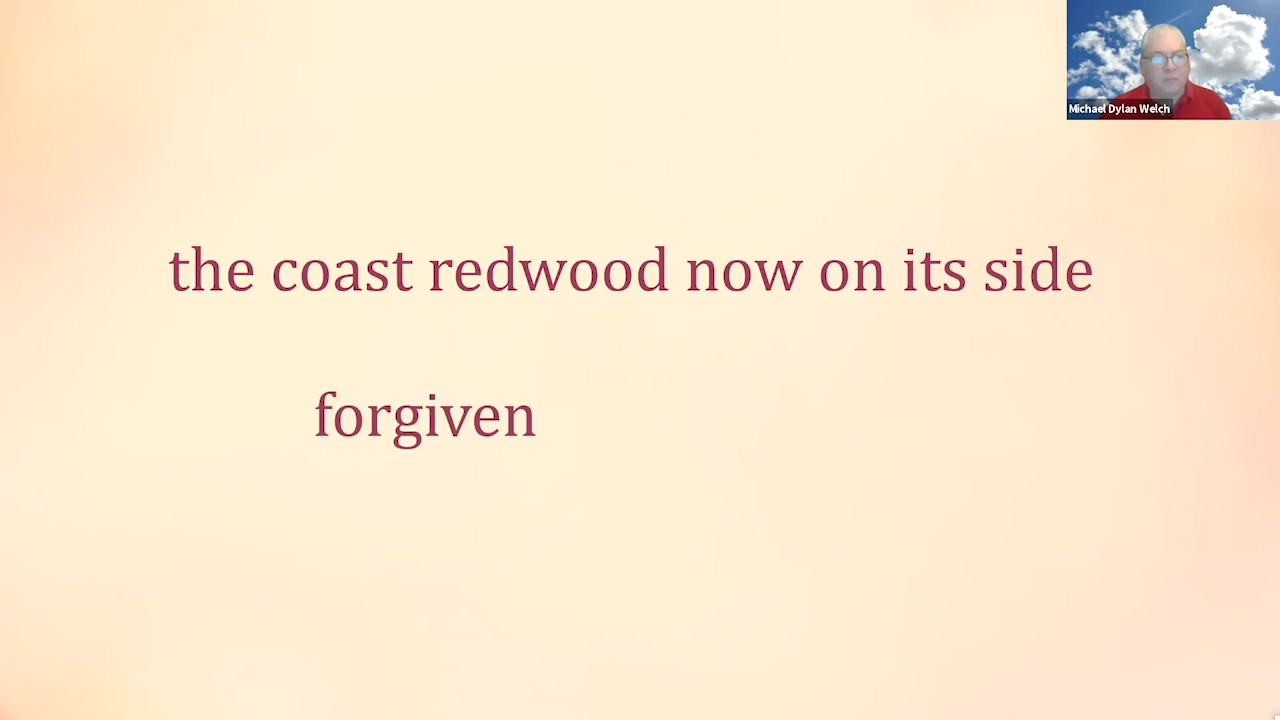 Michael Dylan Welch
the coast redwood now on its side
forgiven